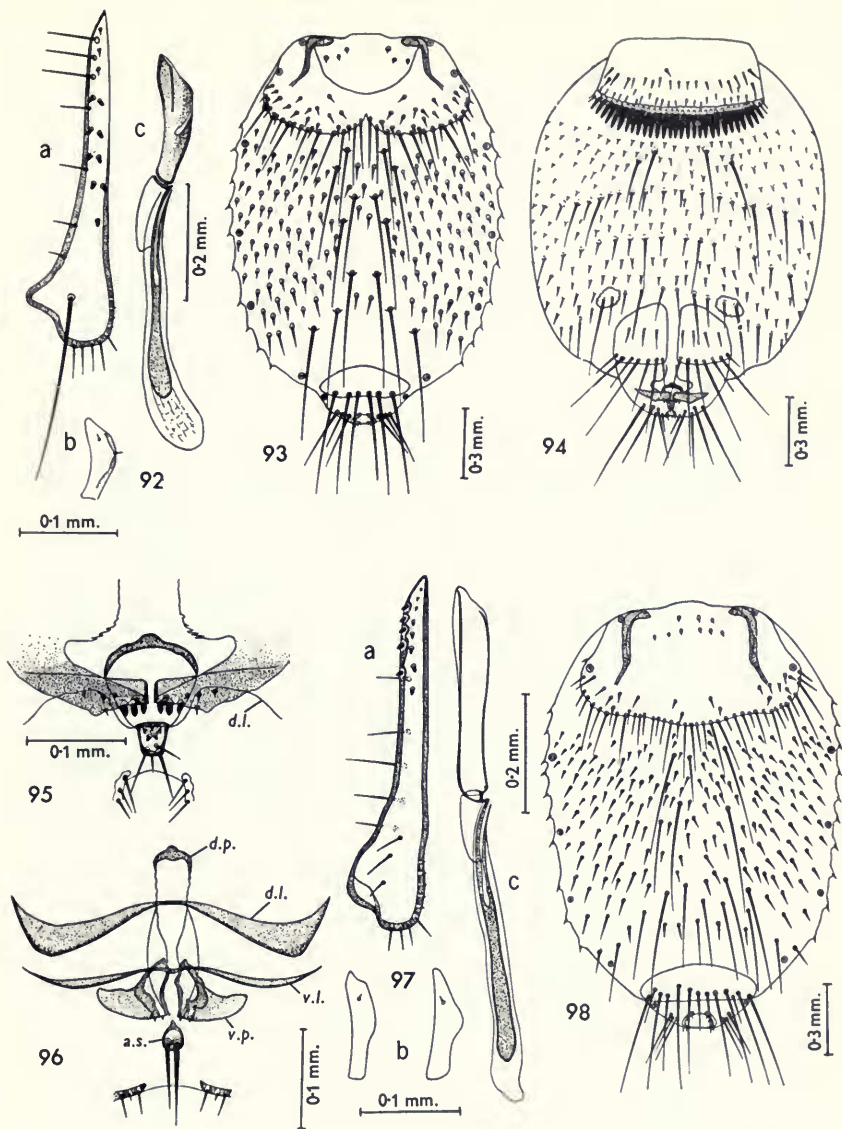 a
c
0·2 mm.
b
92
0·1 mm.
93
0·3 mm.
94
0·3 mm.
d.l.
0·1 mm.
95
d.p.
d.l.
v.l.
v.p.
a.s.
96
0·1 mm.
a
0·2 mm.
c
97
b
0·1 mm.
98
0·3 mm.